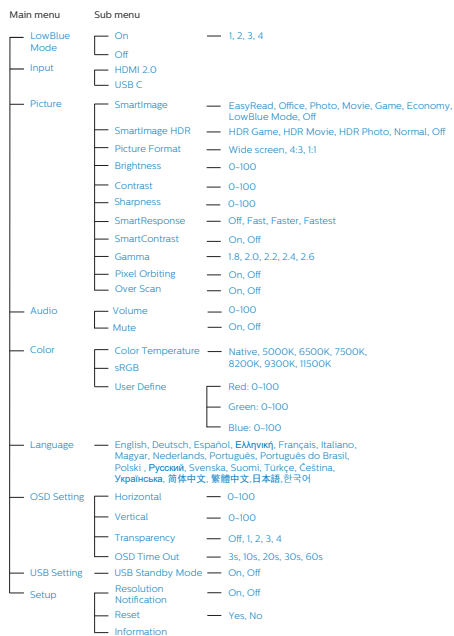 Main menu Sub menu
LowBlue Mode On 1, 2, 3, 4
Off
Input HDMI 2.0
USB C
Picture SmartImage EasyRead, Office, Photo, Movie, Game, Economy,
LowBlue Mode, Off
SmartImage HDR HDR Game, HDR Movie, HDR Photo, Normal, Off
Picture Format Wide screen, 4:3, 1:1
Brightness 0-100
Contrast 0-100
Sharpness 0-100
SmartResponse Off, Fast, Faster, Fastest
SmartContrast On, Off
Gamma 1.8, 2.0, 2.2, 2.4, 2.6
Pixel Orbiting On, Off
Over Scan On, Off
Audio Volume 0-100
Mute On, Off
Color Color Temperature Native, 5000K, 6500K, 7500K,
8200K, 9300K, 11500K
sRGB
User Define Red: 0-100
Green: 0-100
Blue: 0-100
Language English, Deutsch, Español, Ελληνική, Français, Italiano,
Magyar, Nederlands, Português, Português do Brasil,
Polski , Русский, Svenska, Suomi, Türkçe, Čeština,
Українська, 简体中文, 繁體中文,日本語,한국어
OSD Setting Horizontal 0-100
Vertical 0-100
Transparency Off, 1, 2, 3, 4
OSD Time Out 3s, 10s, 20s, 30s, 60s
USB Setting USB Standby Mode On, Off
Setup Resolution Notification On, Off
Reset Yes, No
Information